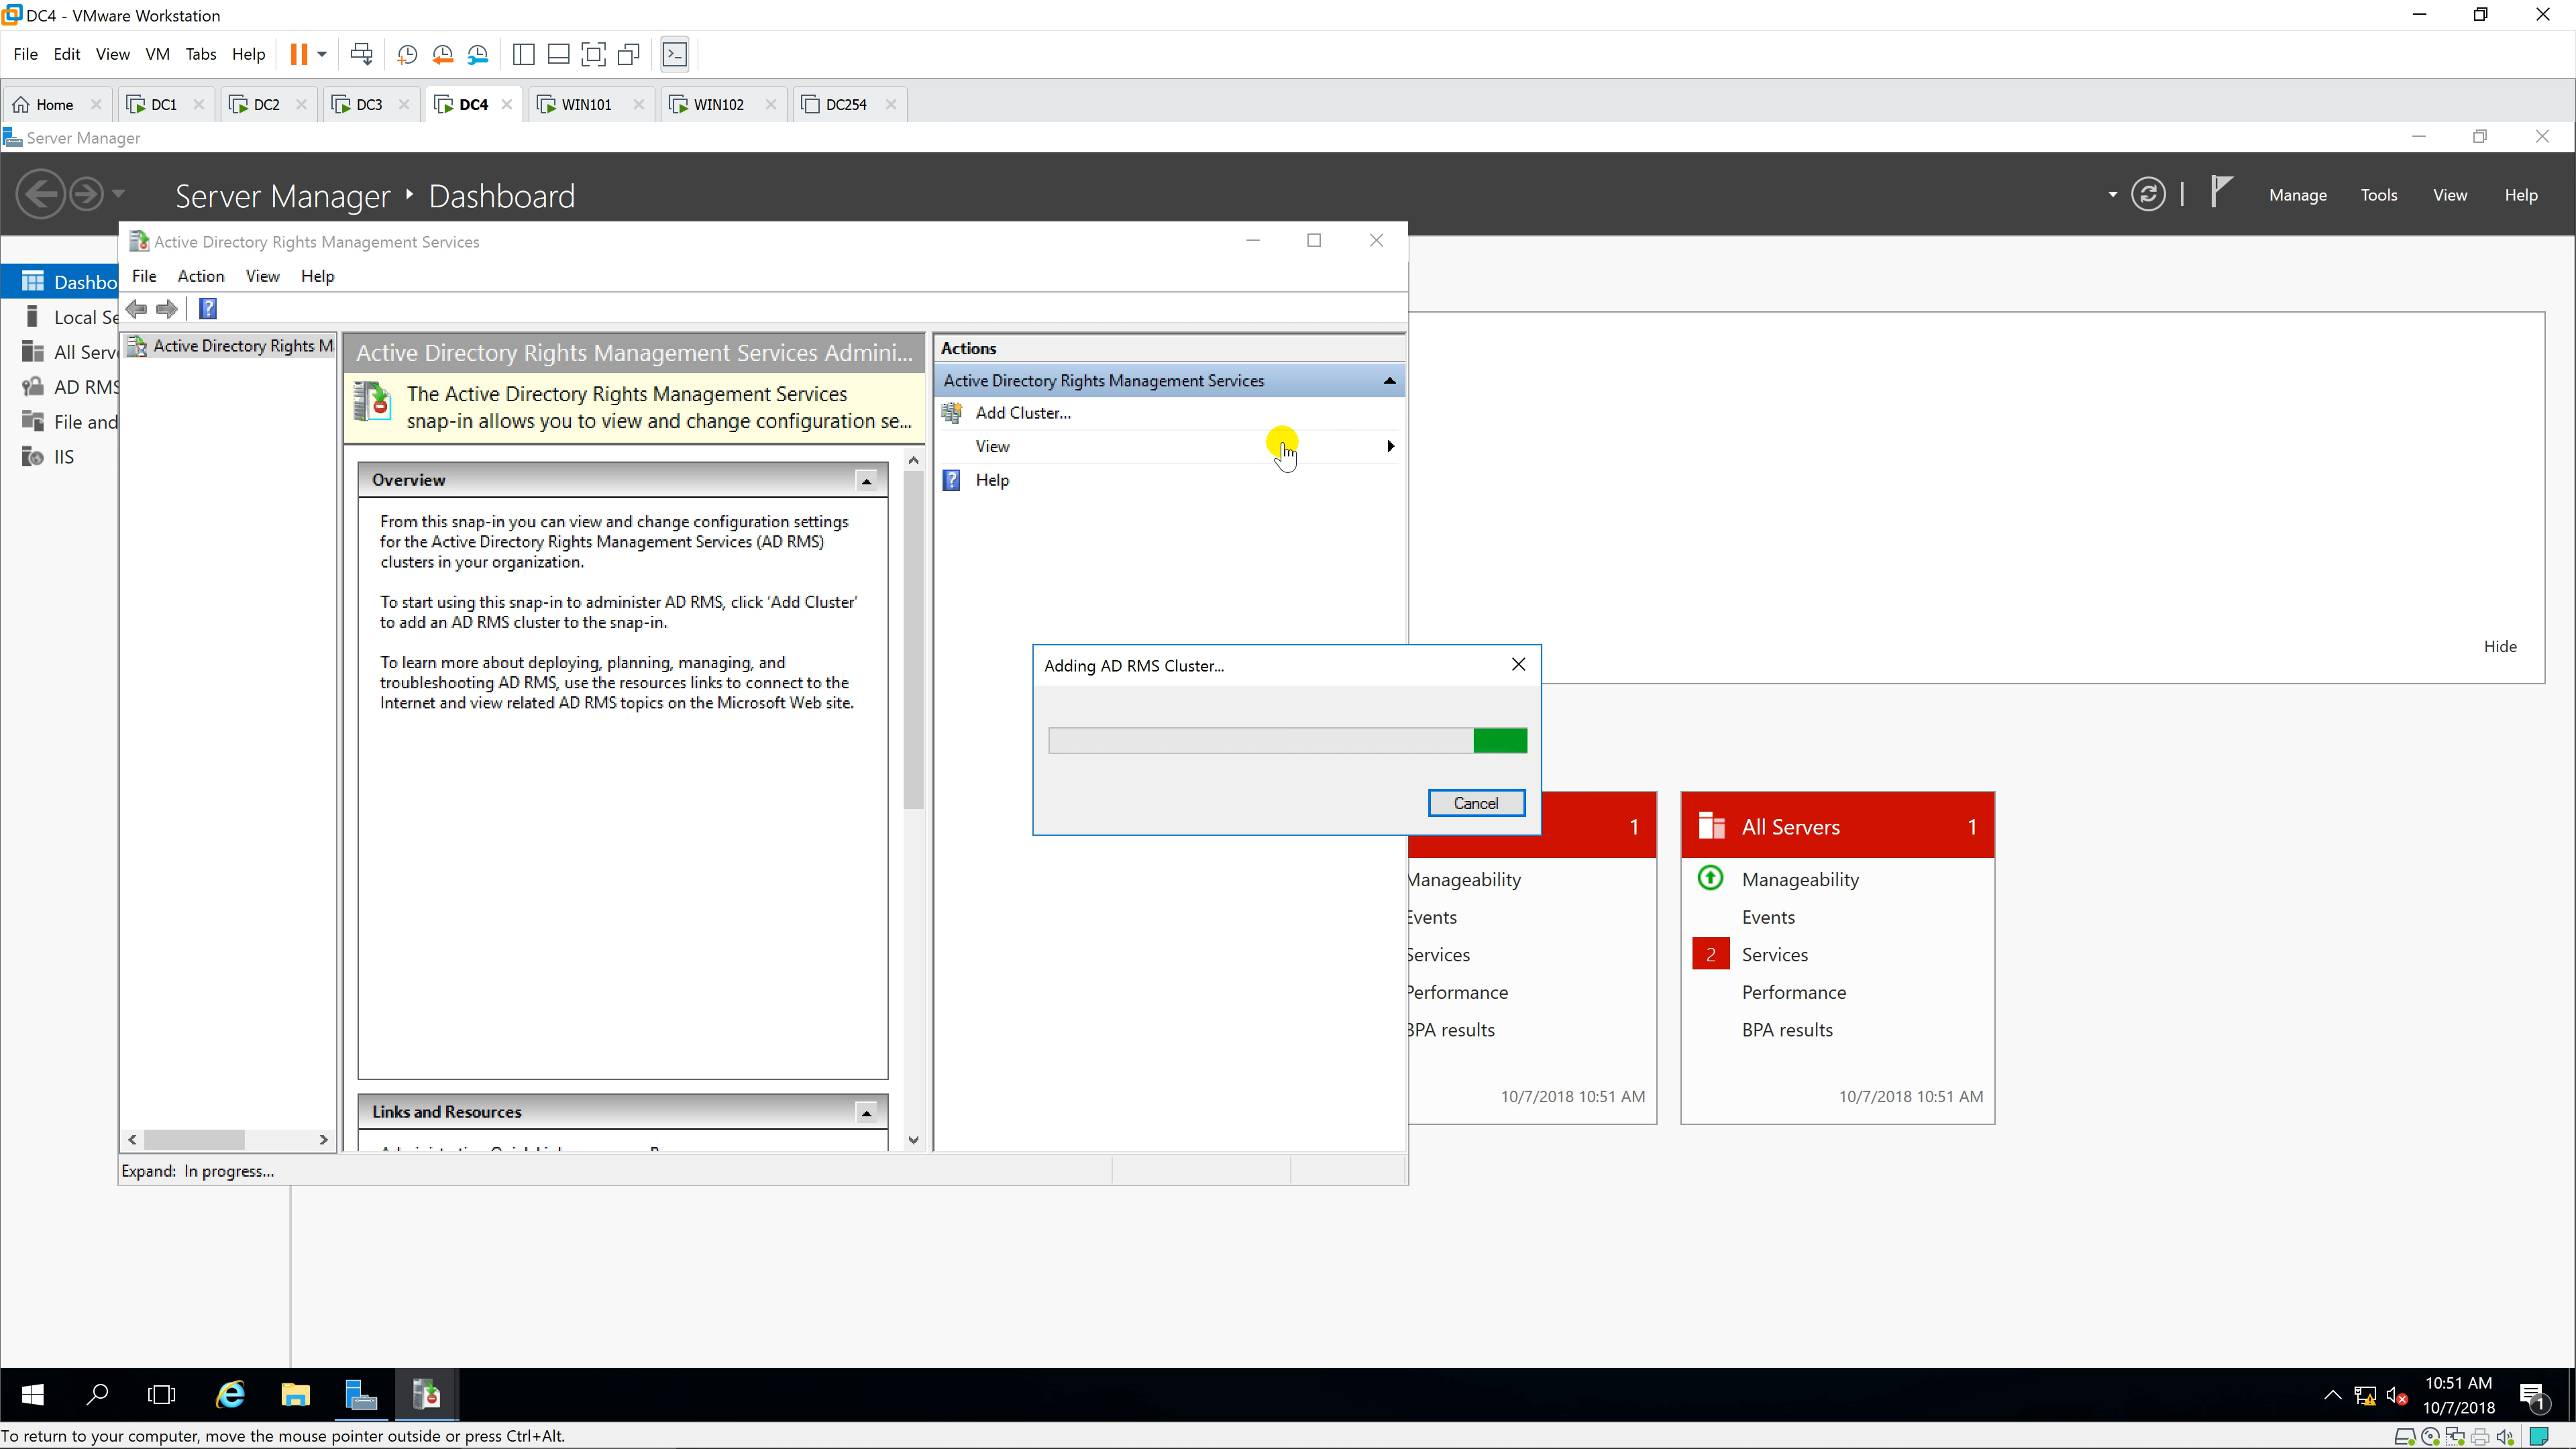 DC4 - VMware Workstation
File Edit View VM Tabs Help
Home DC1 DC2 DC3 DC4 WIN101 WIN102 DC254
Server Manager
Server Manager Dashboard
Manage Tools View Help
Active Directory Rights Management Services
File Action View Help
Dashbo
Local Se
All Serv
AD RMS
File and
IIS
Active Directory Rights M
Active Directory Rights Management Services Admini...
The Active Directory Rights Management Services
snap-in allows you to view and change configuration se...
Overview
From this snap-in you can view and change configuration settings
for the Active Directory Rights Management Services (AD RMS)
clusters in your organization.
To start using this snap-in to administer AD RMS, click 'Add Cluster'
to add an AD RMS cluster to the snap-in.
To learn more about deploying, planning, managing, and
troubleshooting AD RMS, use the resources links to connect to the
Internet and view related AD RMS topics on the Microsoft Web site.
Links and Resources
Actions
Active Directory Rights Management Services
Add Cluster...
View
Help
Hide
Adding AD RMS Cluster...
Cancel
1
Manageability
Events
Services
Performance
BPA results
10/7/2018 10:51 AM
All Servers 1
Manageability
Events
2 Services
Performance
BPA results
10/7/2018 10:51 AM
Expand: In progress...
10:51 AM
10/7/2018
1
To return to your computer, move the mouse pointer outside or press Ctrl+Alt.